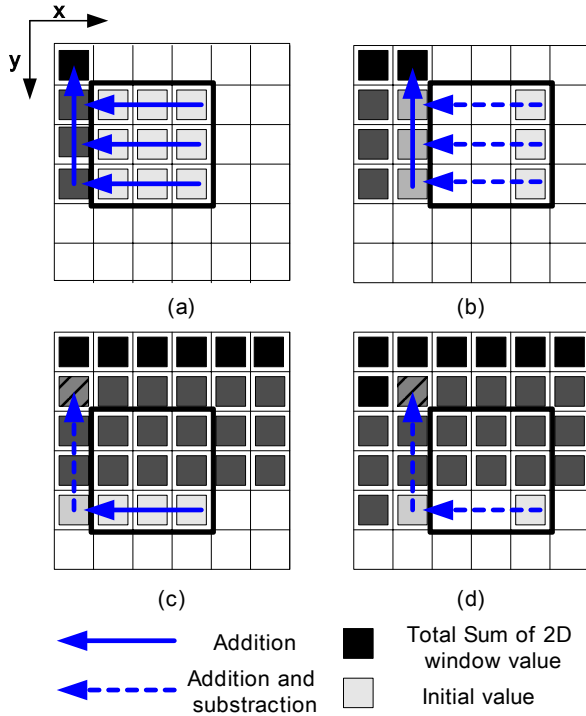 x
y
(a)
(b)
(c)
(d)
Addition
Addition and
substraction
Total Sum of 2D
window value
Initial value